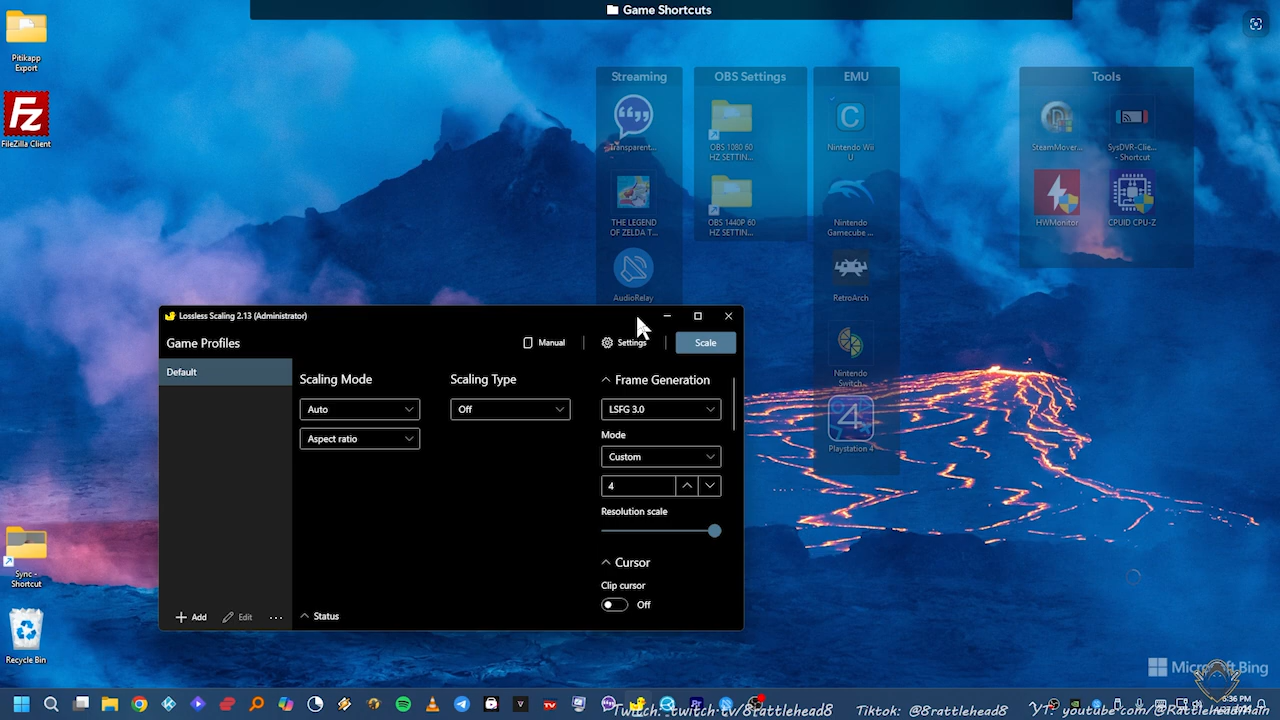 Game Shortcuts
Pitikapp
Export
FileZilla Client
Streaming
Transparent...
THE LEGEND
OF ZELDA T...
AudioRelay
OBS Settings
OBS 1080 60
HZ SETTIN...
OBS 1440P 60
HZ SETTIN...
EMU
Nintendo Wii
U
Nintendo
Gamecube ...
RetroArch
Nintendo
Switch...
Playstation 4
Tools
SteamMover...
SysDVR-Clie...
- Shortcut
HWMonitor
CPUID CPU-Z
Lossless Scaling 2.13 (Administrator)
Game Profiles
Manual
Settings
Scale
Default
Scaling Mode
Auto
Aspect ratio
Scaling Type
Off
Frame Generation
LSFG 3.0
Mode
Custom
4
Resolution scale
Cursor
Clip cursor
Off
Add
Edit
...
Status
Sync -
Shortcut
Recycle Bin
Microsoft Bing
6:36 PM
Twitch: twitch.tv/8rattlehead8
Tiktok: @8rattlehead8
YT: youtube.com/@Rattleheadman